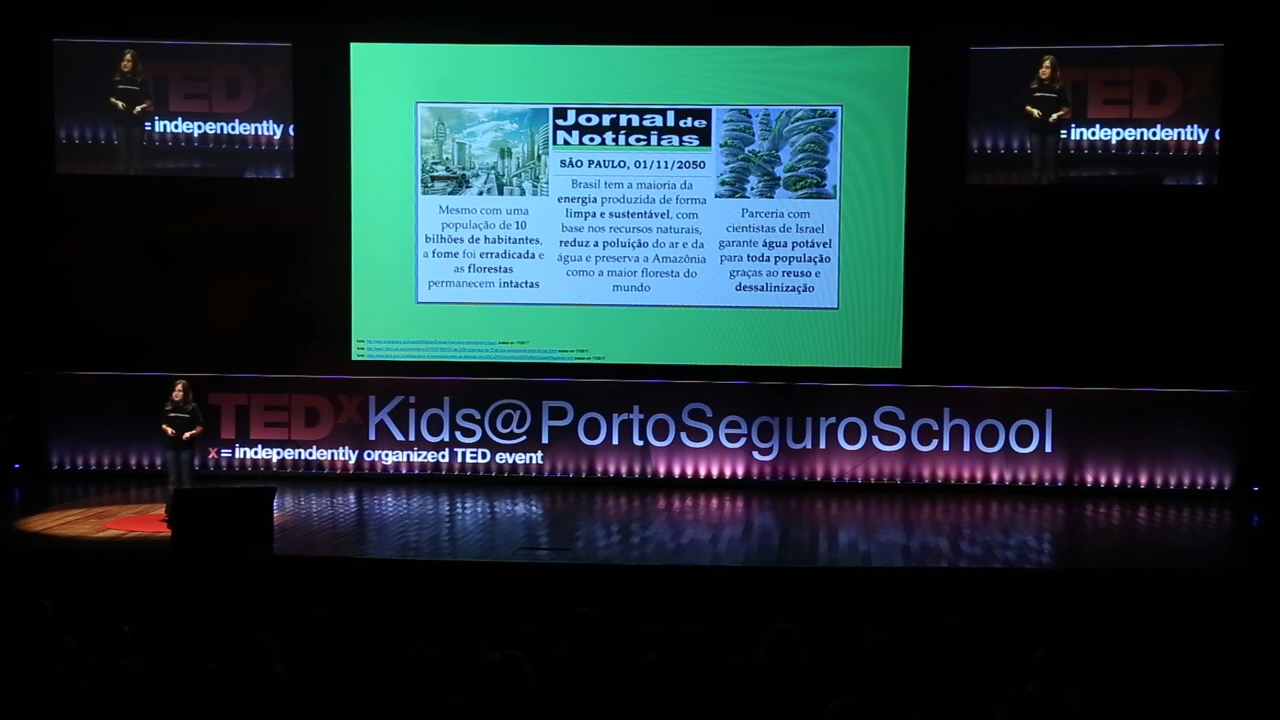 TEDx
= independently o
TEDx
= independently o
Jornal de
Notícias
SÃO PAULO, 01/11/2050
Mesmo com uma
população de 10
bilhões de habitantes,
a fome foi erradicada e
as florestas
permanecem intactas
Brasil tem a maioria da
energia produzida de forma
limpa e sustentável, com
base nos recursos naturais,
reduz a poluição do ar e da
água e preserva a Amazônia
como a maior floresta do
mundo
Parceria com
cientistas de Israel
garante água potável
para toda população
graças ao reuso e
dessalinização
TEDxKids@PortoSeguroSchool
x = independently organized TED event